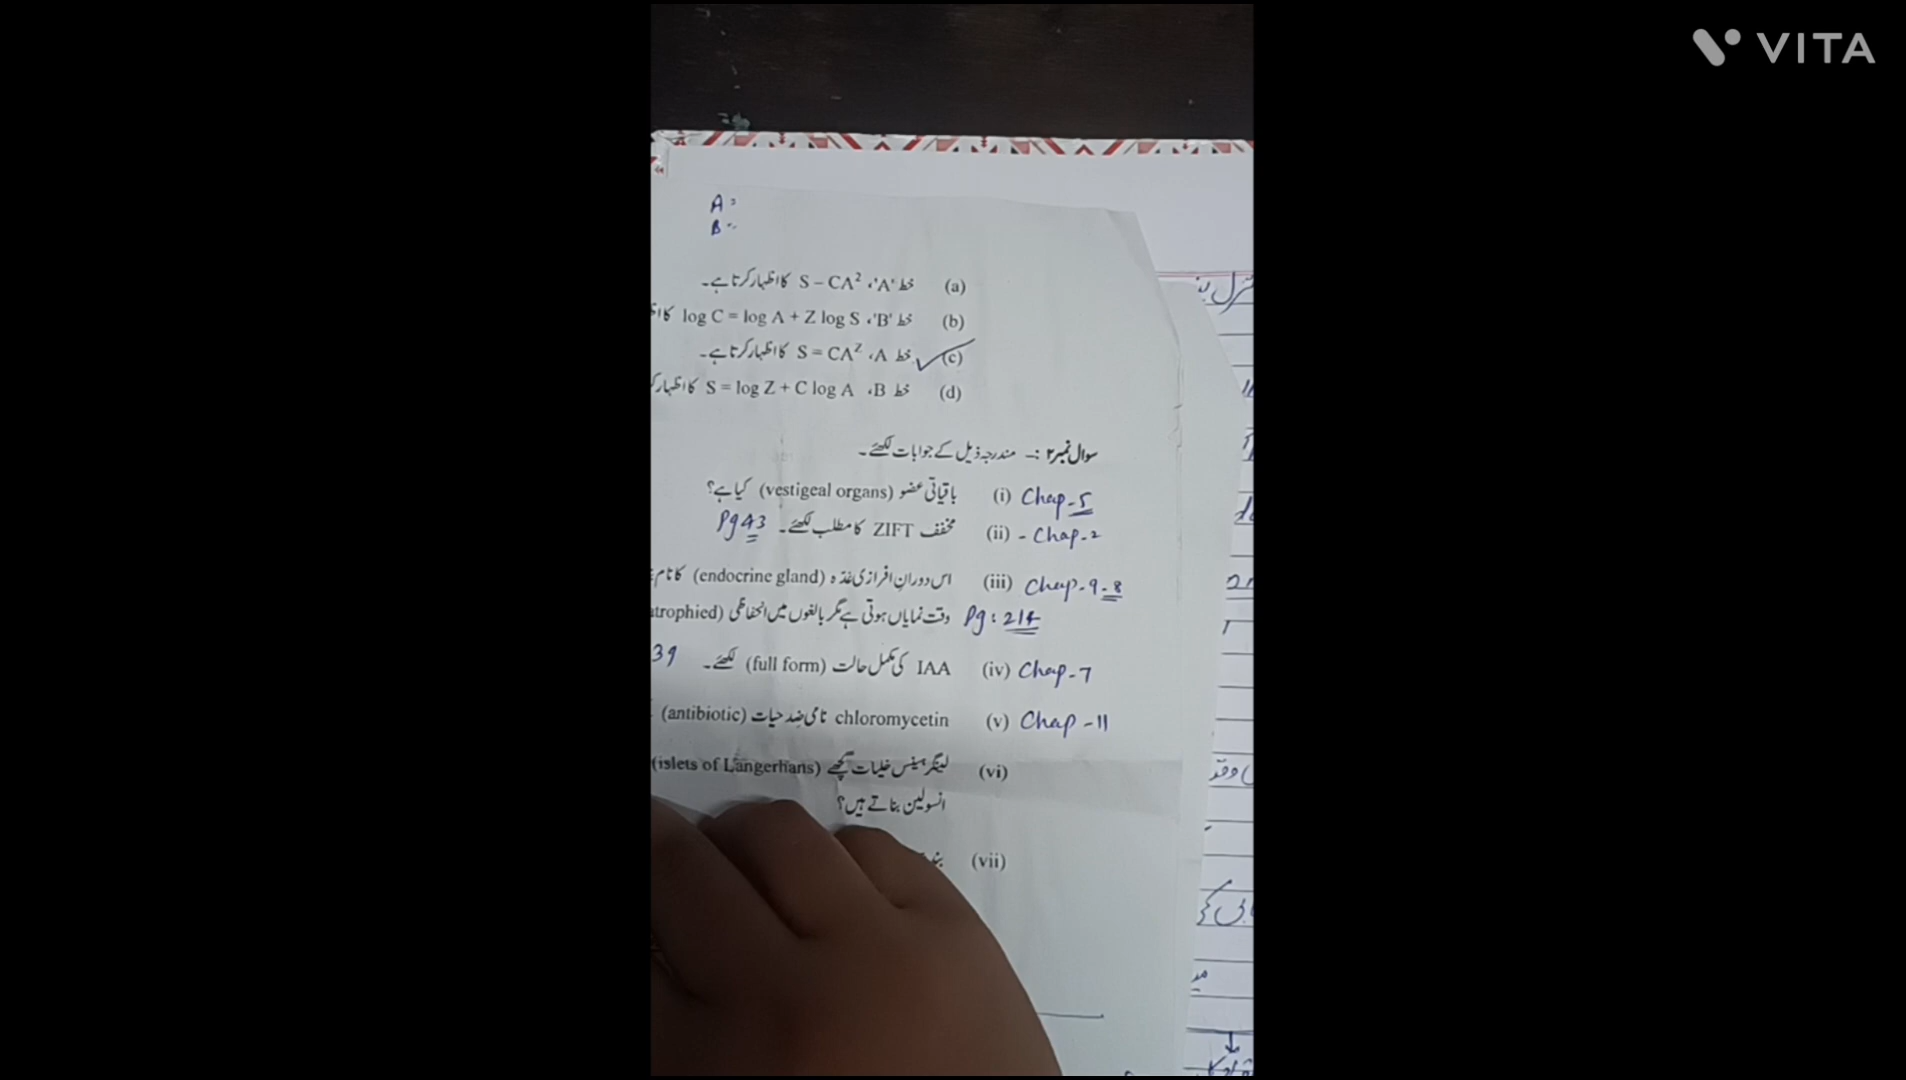 VITA
A :
B :
(a) خط 'A'، S – CA² کا اظہار کرتا ہے۔
(b) خط 'B'، log C = log A + Z log S کا
(c) خط A، S = CA^Z کا اظہار کرتا ہے۔
(d) خط B، S = log Z + C log A کا اظہار
سوال نمبر ۲ :– مندرجہ ذیل کے جوابات لکھئے۔
Chap-5 (i) باقیاتی عضو (vestigeal organs) کیا ہے؟
- Chap-2 (ii) مخفف ZIFT کا مطلب لکھئے۔ Pg 43
Chap-9-8 (iii) اس دوران افرازی غدہ (endocrine gland) کا نام
Pg : 214 وقت نمایاں ہوتی ہے مگر بالغوں میں انحفاظی (atrophied)
Chap-7 (iv) IAA کی مکمل حالت (full form) لکھئے۔ 39
Chap-11 (v) chloromycetin نامی ضد حیات (antibiotic)
(vi) لینگرہینس خلیات گچھے (islets of Langerhans)
انسولین بناتے ہیں؟
(vii)